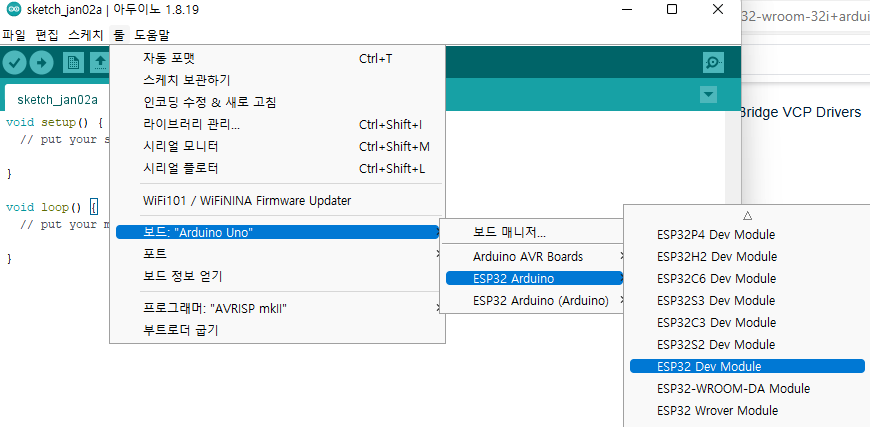 sketch_jan02a | 아두이노 1.8.19
32-wroom-32i+ardui
파일 편집 스케치 툴 도움말
자동 포맷 Ctrl+T
스케치 보관하기
인코딩 수정 & 새로 고침
라이브러리 관리... Ctrl+Shift+I
시리얼 모니터 Ctrl+Shift+M
시리얼 플로터 Ctrl+Shift+L
WiFi101 / WiFiNINA Firmware Updater
보드: "Arduino Uno"
포트
보드 정보 얻기
프로그래머: "AVRISP mkII"
부트로더 굽기
sketch_jan02a
void setup() {
// put your s
}
void loop() {
// put your m
}
Bridge VCP Drivers
보드 매니저...
Arduino AVR Boards
ESP32 Arduino
ESP32 Arduino (Arduino)
ESP32P4 Dev Module
ESP32H2 Dev Module
ESP32C6 Dev Module
ESP32S3 Dev Module
ESP32C3 Dev Module
ESP32S2 Dev Module
ESP32 Dev Module
ESP32-WROOM-DA Module
ESP32 Wrover Module